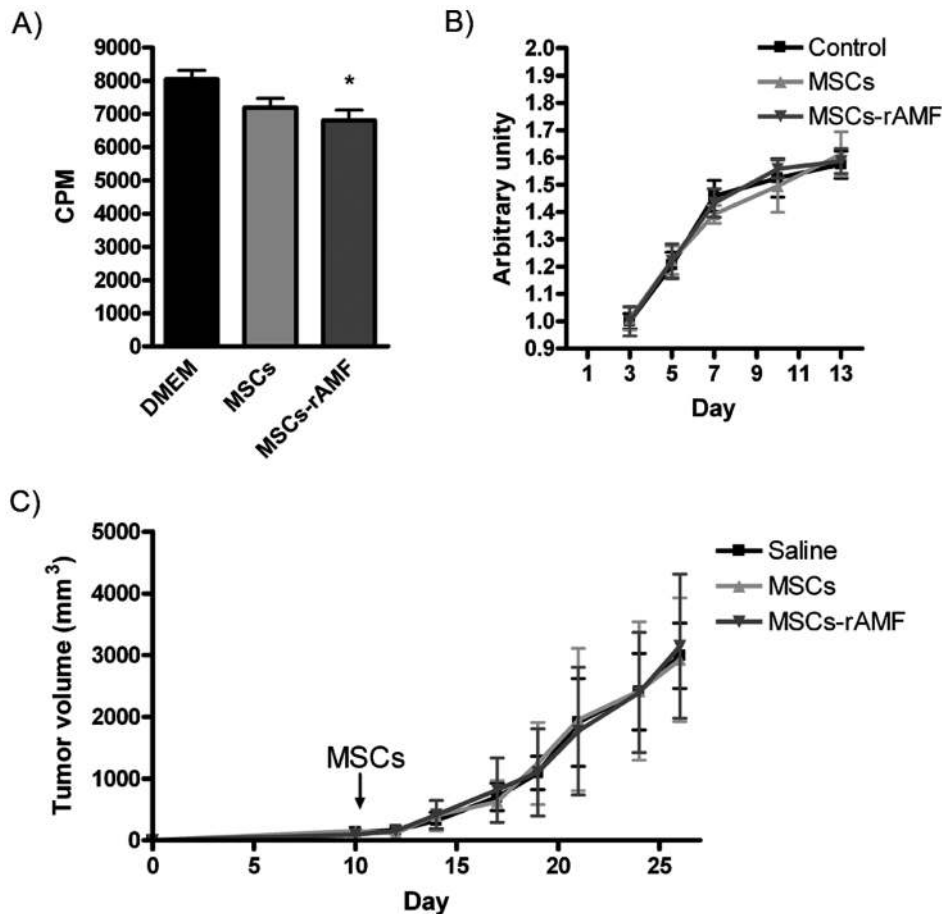 A)
CPM
9000
8000
7000
6000
5000
4000
3000
2000
1000
0
*
DMEM
MSCs
MSCs-rAMF
B)
Arbitrary unity
2.0
1.9
1.8
1.7
1.6
1.5
1.4
1.3
1.2
1.1
1.0
0.9
Control
MSCs
MSCs-rAMF
1 3 5 7 9 11 13
Day
C)
Tumor volume (mm³)
5000
4000
3000
2000
1000
0
MSCs
Saline
MSCs
MSCs-rAMF
0 5 10 15 20 25
Day